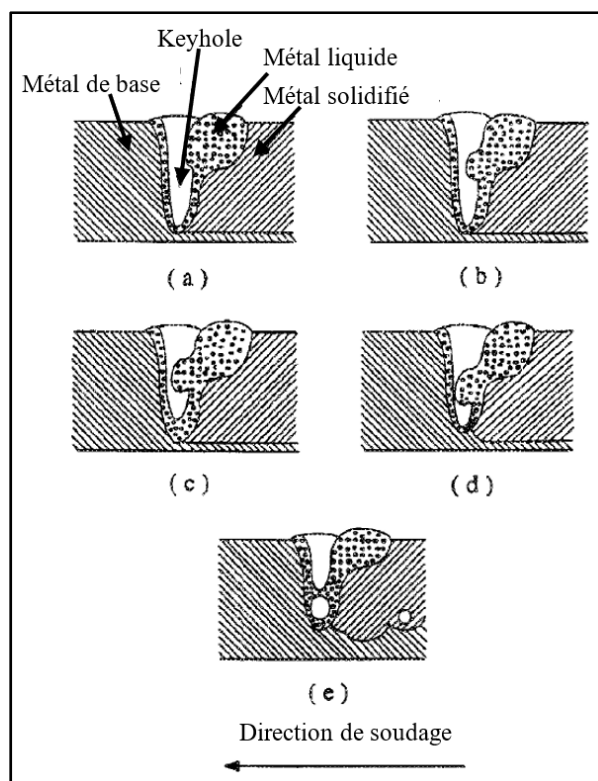 Keyhole
Métal liquide
Métal de base
Métal solidifié
( a )
( b )
( c )
( d )
( e )
Direction de soudage